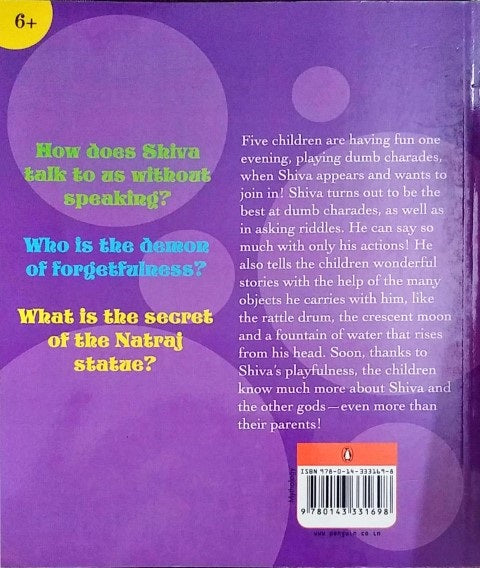 6+
How does Shiva
talk to us without
speaking?
Who is the demon
of forgetfulness?
What is the secret
of the Natraj
statue?
Five children are having fun one
evening, playing dumb charades,
when Shiva appears and wants to
join in! Shiva turns out to be the
best at dumb charades, as well as
in asking riddles. He can say so
much with only his actions! He
also tells the children wonderful
stories with the help of the many
objects he carries with him, like
the rattle drum, the crescent moon
and a fountain of water that rises
from his head. Soon, thanks to
Shiva's playfulness, the children
know much more about Shiva and
the other gods—even more than
their parents!
Mythology
ISBN 978-0-14-333169-8
9 780143 331698
www.penguin.co.in